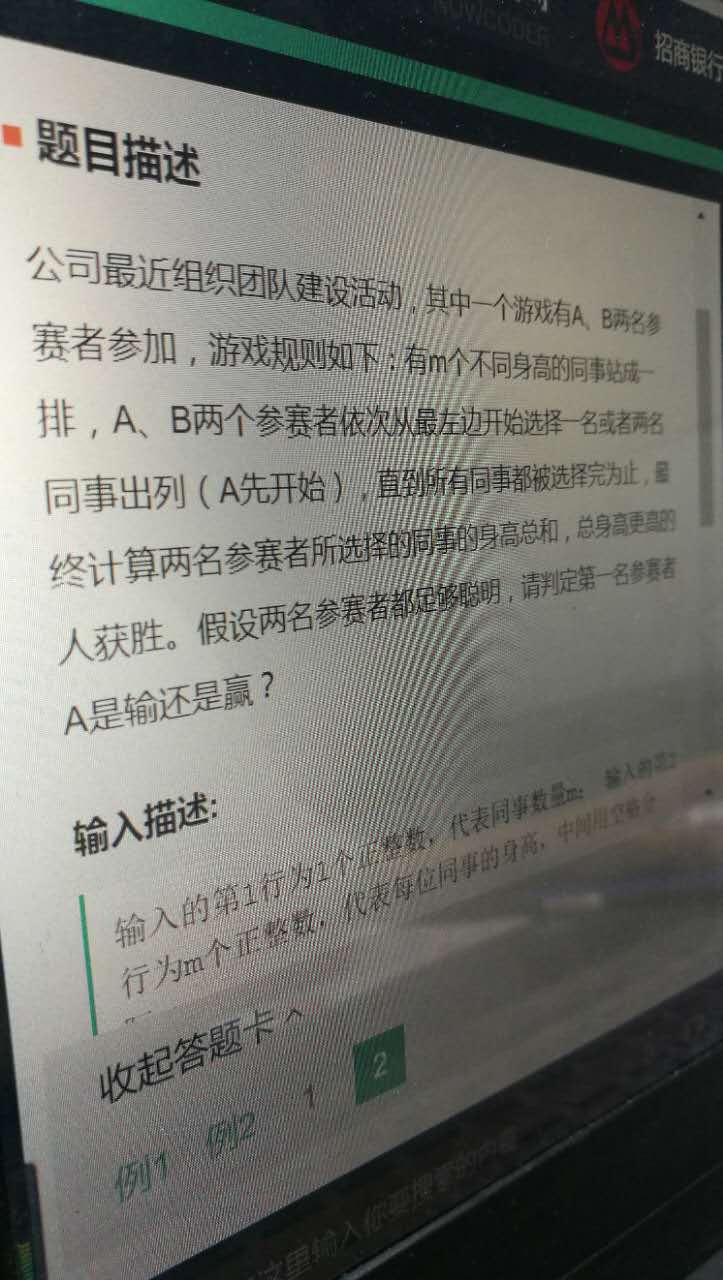 NOWCODER
招商银行
题目描述
公司最近组织团队建设活动，其中一个游戏有A、B两名参
赛者参加，游戏规则如下：有m个不同身高的同事站成一
排，A、B两个参赛者依次从最左边开始选择一名或者两名
同事出列（A先开始），直到所有同事都被选择完为止，最
终计算两名参赛者所选择的同事的身高总和，总身高更高的
人获胜。假设两名参赛者都足够聪明，请判定第一名参赛者
A是输还是赢？
输入描述:
输入的第1行为1个正整数，代表同事数量m； 输入的第2
行为m个正整数，代表每位同事的身高，中间用空格分
收起答题卡 ^
例1 例2 1 2
这里输入你要搜索的内容